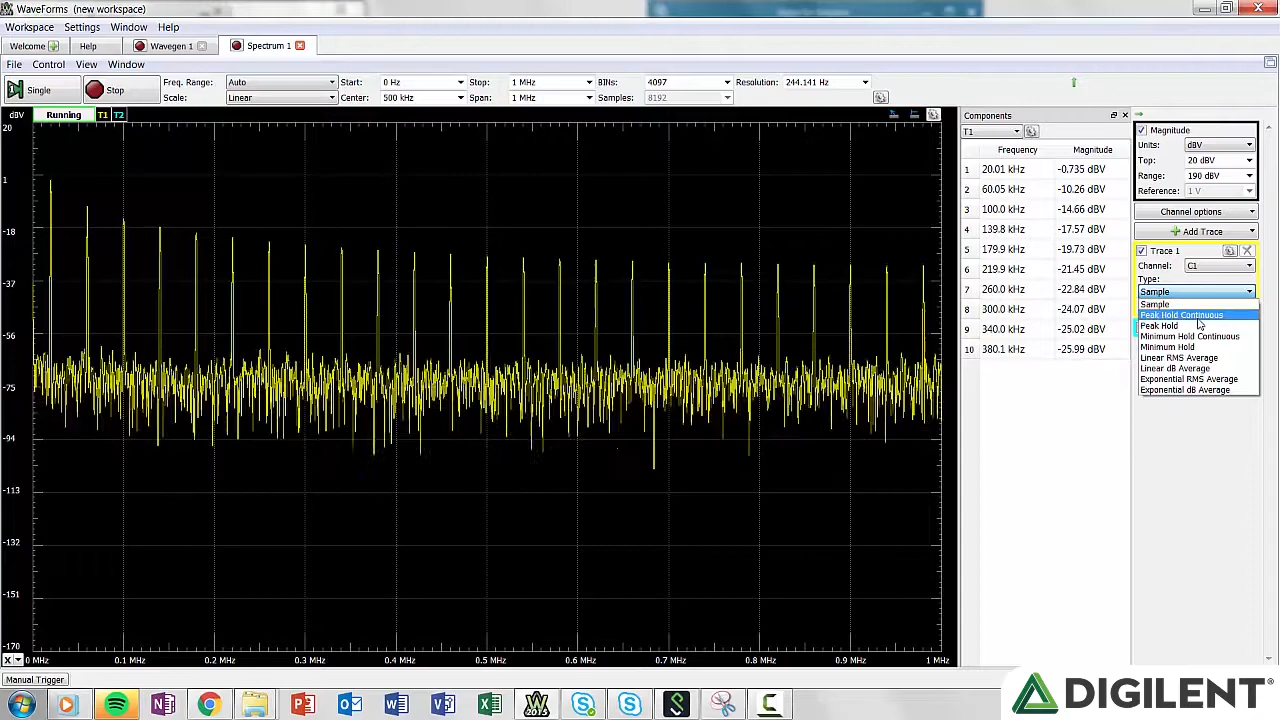 WaveForms (new workspace)
Workspace Settings Window Help
Welcome Help Wavegen 1 Spectrum 1
File Control View Window
Single Stop Freq. Range: Auto Start: 0 Hz Stop: 1 MHz BINs: 4097 Resolution: 244.141 Hz
Scale: Linear Center: 500 kHz Span: 1 MHz Samples: 8192
dBV Running T1 T2
20
1
-18
-37
-56
-75
-94
-113
-132
-151
-170
X 0 MHz 0.1 MHz 0.2 MHz 0.3 MHz 0.4 MHz 0.5 MHz 0.6 MHz 0.7 MHz 0.8 MHz 0.9 MHz 1 MHz
Components
T1
Frequency Magnitude
1 20.01 kHz -0.735 dBV
2 60.05 kHz -10.26 dBV
3 100.0 kHz -14.66 dBV
4 139.8 kHz -17.57 dBV
5 179.9 kHz -19.73 dBV
6 219.9 kHz -21.45 dBV
7 260.0 kHz -22.84 dBV
8 300.0 kHz -24.07 dBV
9 340.0 kHz -25.02 dBV
10 380.1 kHz -25.99 dBV
Magnitude
Units: dBV
Top: 20 dBV
Range: 190 dBV
Reference: 1 V
Channel options
Add Trace
Trace 1
Channel: C1
Type:
Sample
Sample
Peak Hold Continuous
Peak Hold
Minimum Hold Continuous
Minimum Hold
Linear RMS Average
Linear dB Average
Exponential RMS Average
Exponential dB Average
Manual Trigger
2015
DIGILENT®